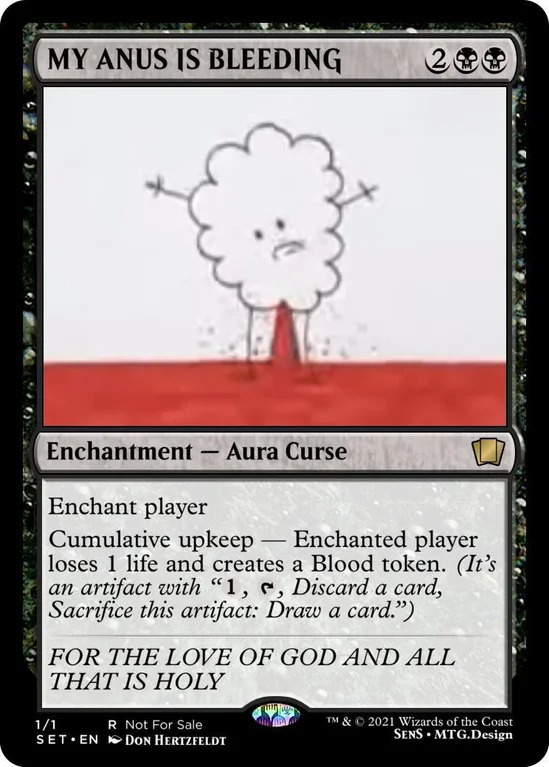 MY ANUS IS BLEEDING 2
Enchantment — Aura Curse
Enchant player
Cumulative upkeep — Enchanted player
loses 1 life and creates a Blood token. (It's
an artifact with “1, , Discard a card,
Sacrifice this artifact: Draw a card.”)
FOR THE LOVE OF GOD AND ALL
THAT IS HOLY
1/1 R Not For Sale ™ & © 2021 Wizards of the Coast
SET • EN DON HERTZFELDT SENS • MTG.Design